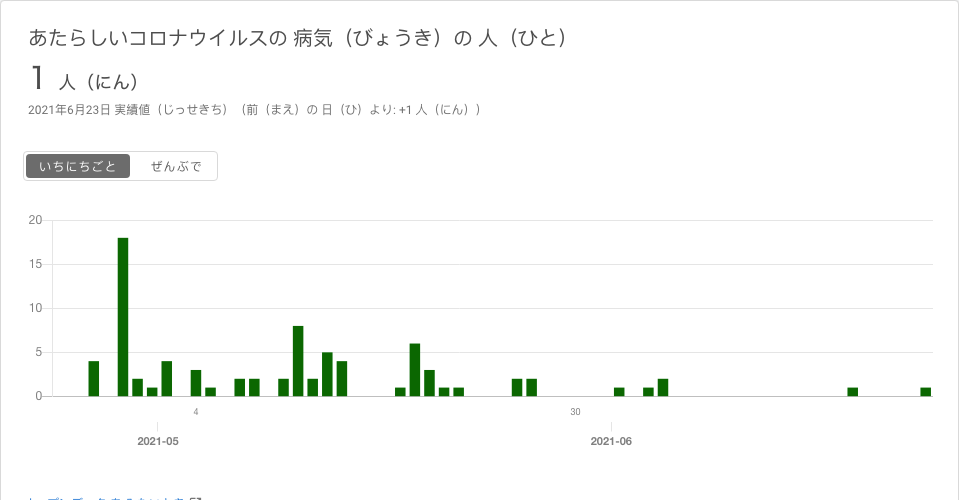 あたらしいコロナウイルスの 病気（びょうき）の 人（ひと）
1 人（にん）
2021年6月23日 実績値（じっせきち）（前（まえ）の 日（ひ）より: +1 人（にん））
いちにちごと ぜんぶで
20
15
10
5
0
4 30
2021-05 2021-06